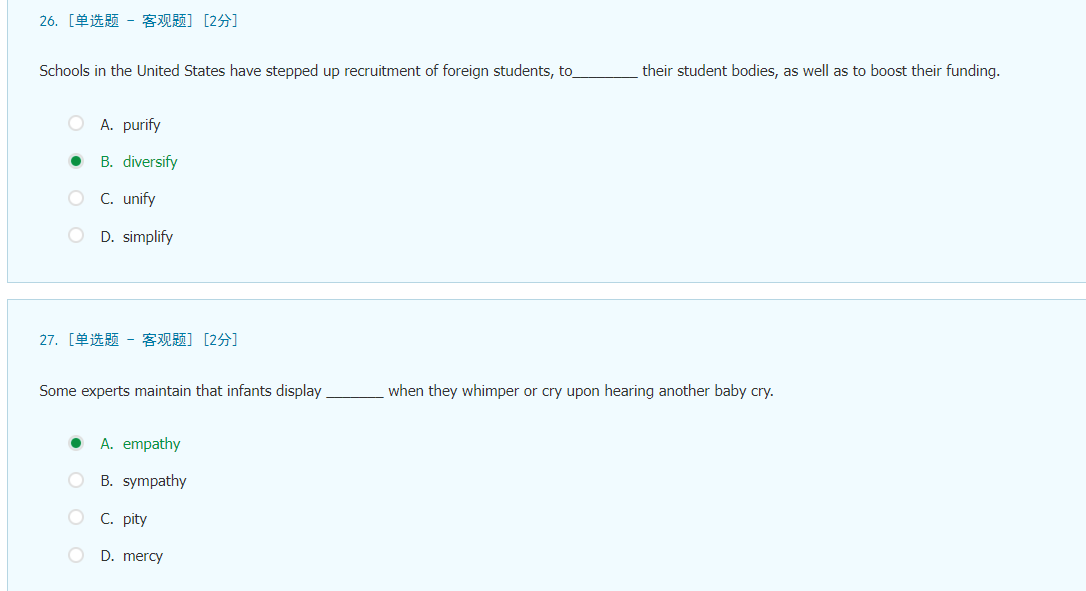 26. [单选题 - 客观题] [2分]
Schools in the United States have stepped up recruitment of foreign students, to________ their student bodies, as well as to boost their funding.
A. purify
B. diversify
C. unify
D. simplify
27. [单选题 - 客观题] [2分]
Some experts maintain that infants display _______ when they whimper or cry upon hearing another baby cry.
A. empathy
B. sympathy
C. pity
D. mercy